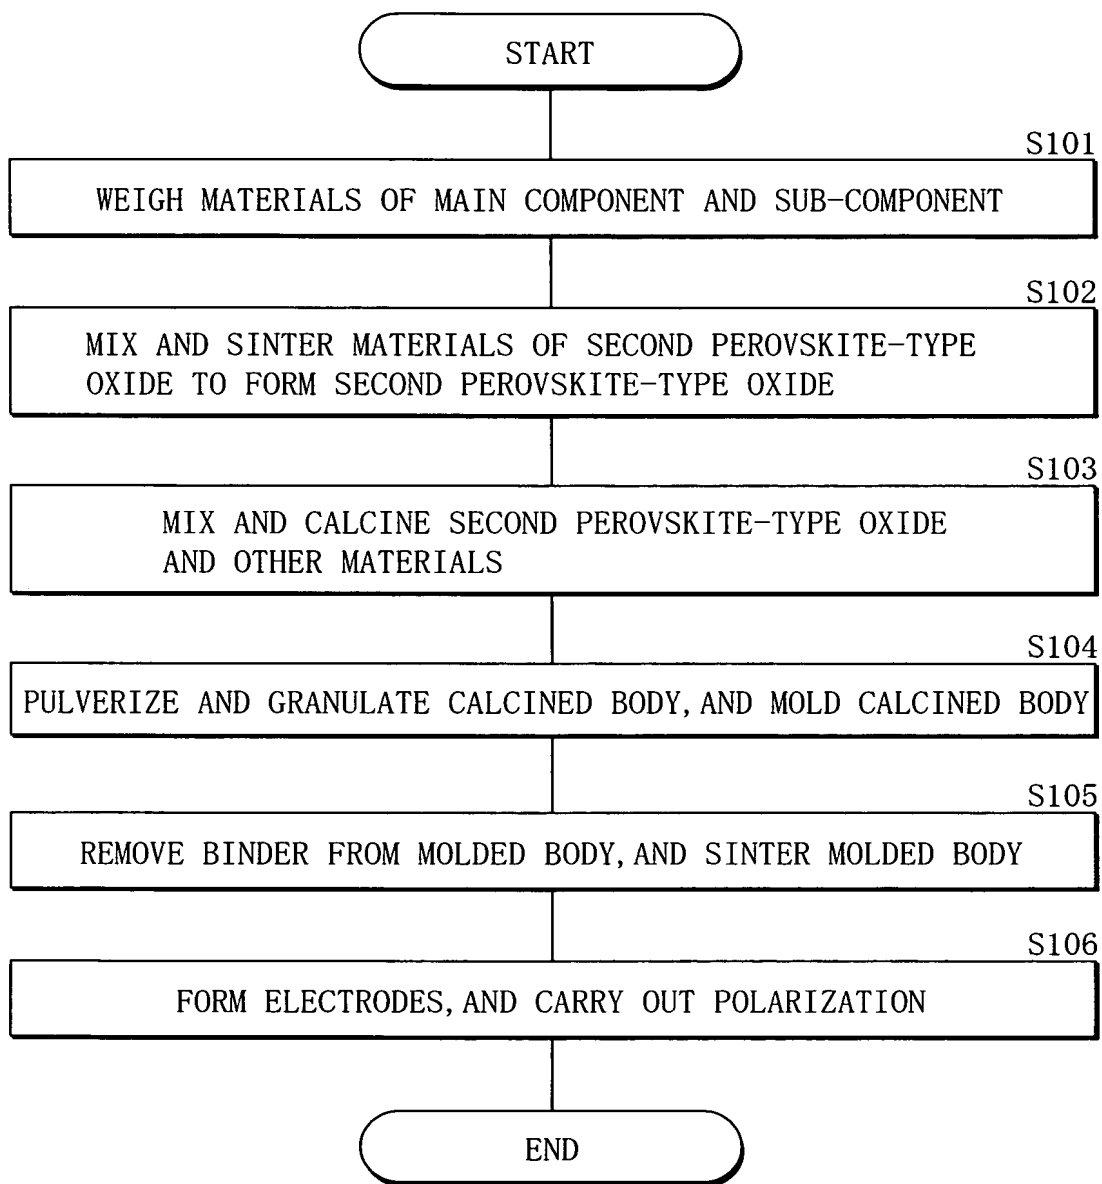 START
S101
WEIGH MATERIALS OF MAIN COMPONENT AND SUB-COMPONENT
S102
MIX AND SINTER MATERIALS OF SECOND PEROVSKITE-TYPE
OXIDE TO FORM SECOND PEROVSKITE-TYPE OXIDE
S103
MIX AND CALCINE SECOND PEROVSKITE-TYPE OXIDE
AND OTHER MATERIALS
S104
PULVERIZE AND GRANULATE CALCINED BODY, AND MOLD CALCINED BODY
S105
REMOVE BINDER FROM MOLDED BODY, AND SINTER MOLDED BODY
S106
FORM ELECTRODES, AND CARRY OUT POLARIZATION
END